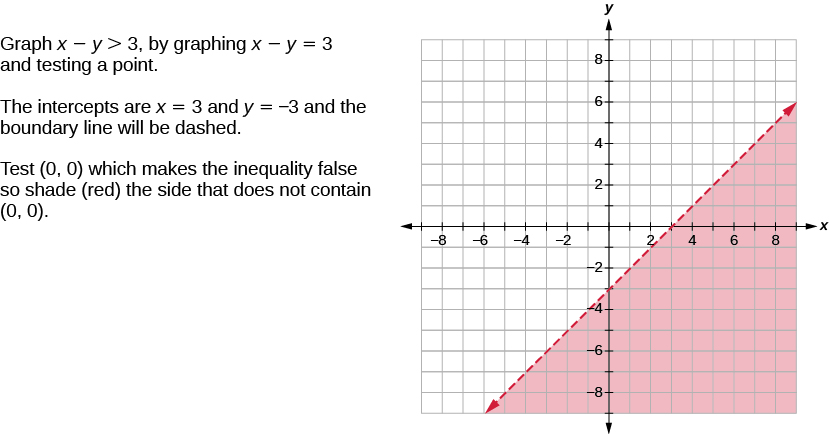 Graph x − y > 3, by graphing x − y = 3
and testing a point.
The intercepts are x = 3 and y = −3 and the
boundary line will be dashed.
Test (0, 0) which makes the inequality false
so shade (red) the side that does not contain
(0, 0).
y
8
6
4
2
−8 −6 −4 −2 2 4 6 8 x
−2
−4
−6
−8